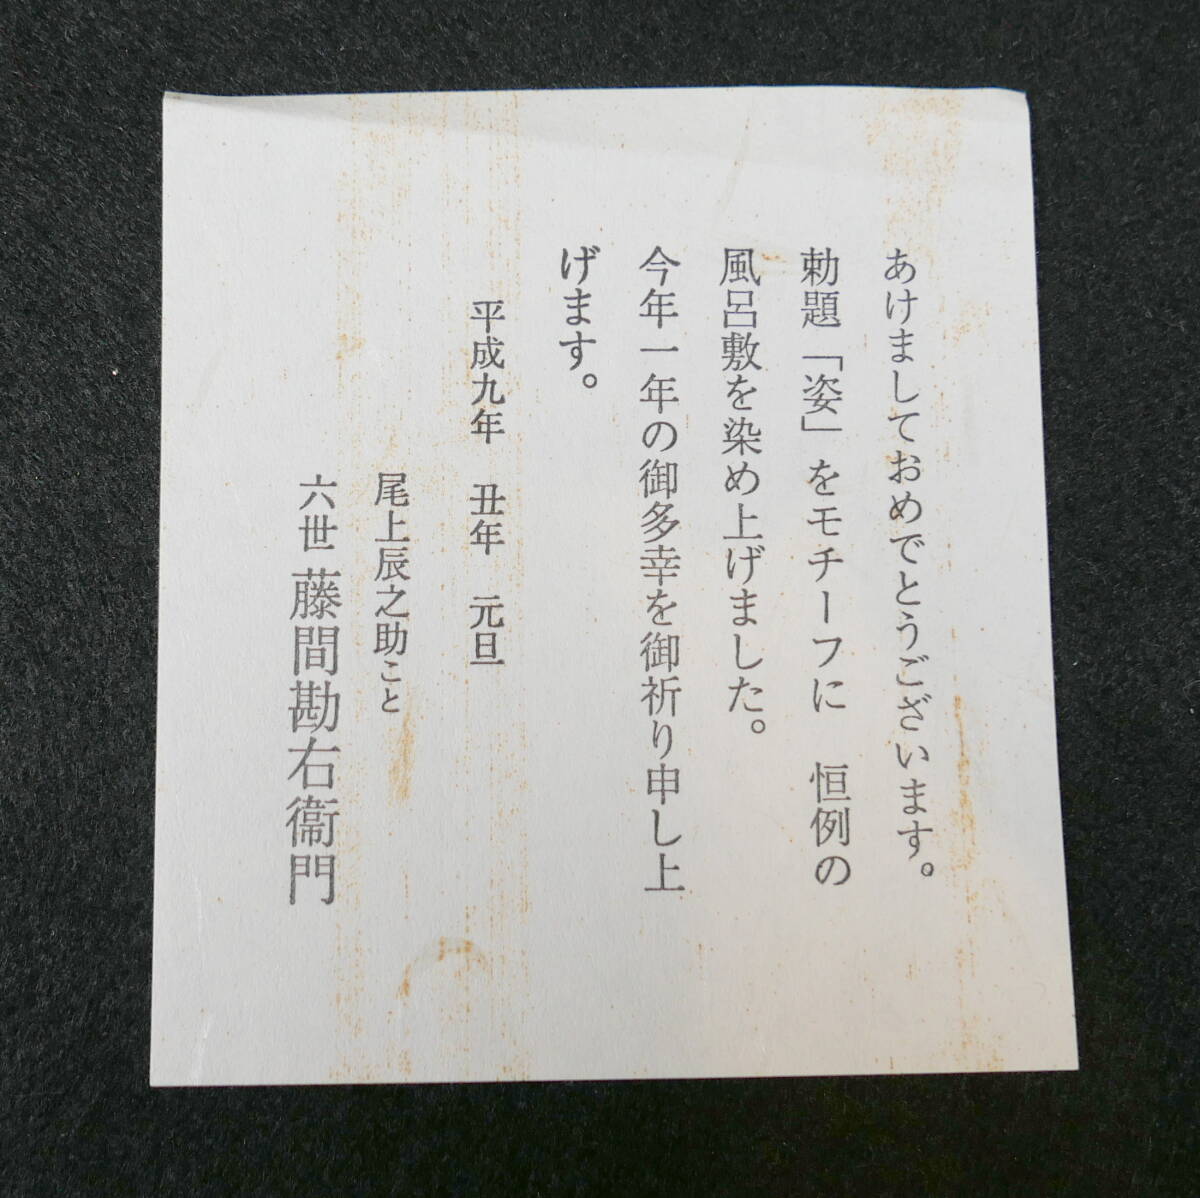 あけましておめでとうございます。
勅題「姿」をモチーフに　恒例の
風呂敷を染め上げました。
今年一年の御多幸を御祈り申し上
げます。
平成九年　丑年　元旦
尾上辰之助こと
六世　藤間勘右衞門